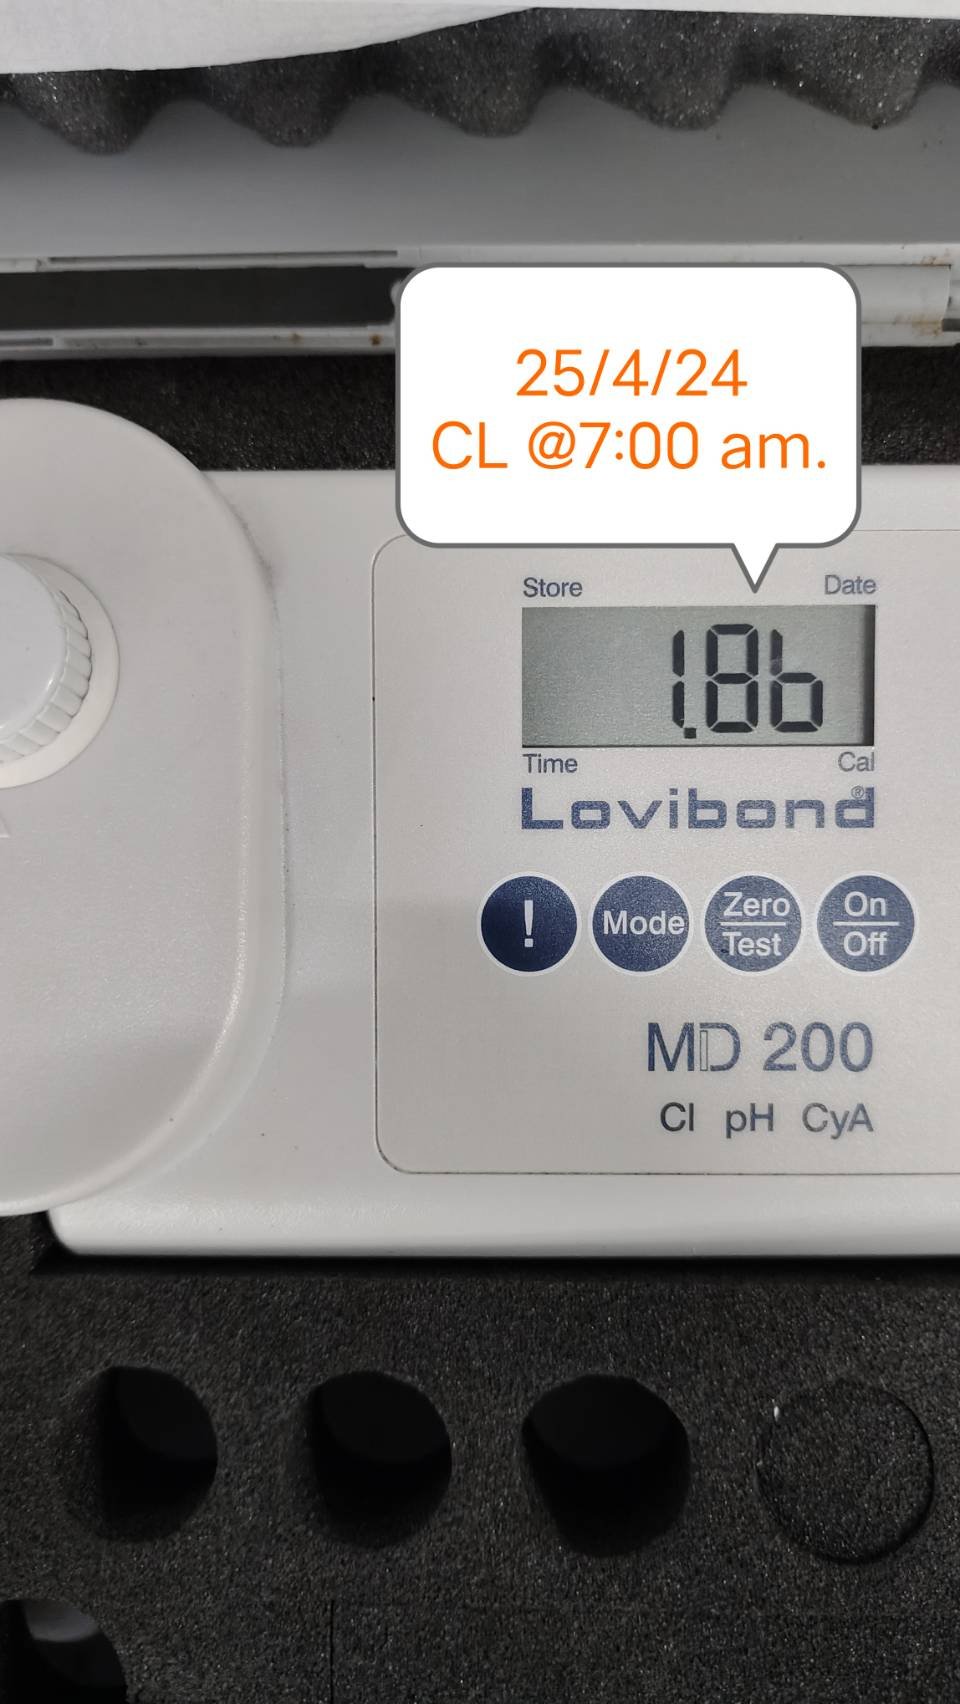 25/4/24
CL @7:00 am.
Store Date
1.86
Time Cal
Lovibond®
! Mode Zero Test On Off
MD 200
Cl pH CyA